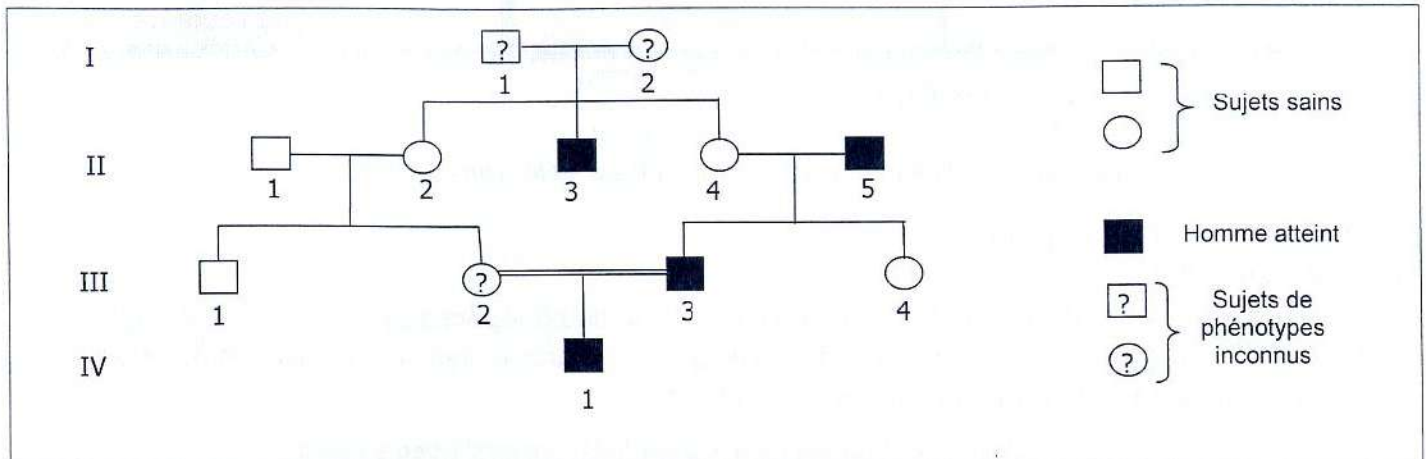 I
?
?
1
2
Sujets sains
II
1
2
3
4
5
Homme atteint
III
?
1
2
3
4
?
?
Sujets de
phénotypes
inconnus
IV
1